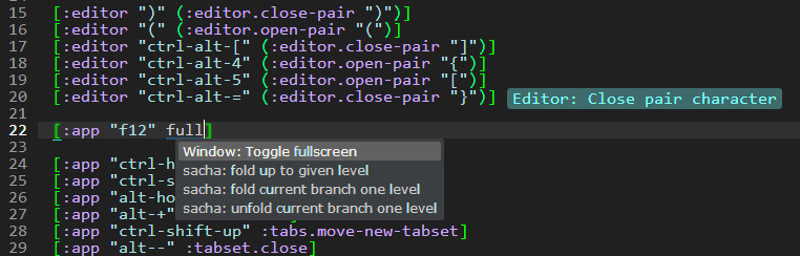 15 [:editor ")" (:editor.close-pair ")")]
16 [:editor "(" (:editor.open-pair "(")]
17 [:editor "ctrl-alt-[" (:editor.close-pair "]")]
18 [:editor "ctrl-alt-4" (:editor.open-pair "{")]
19 [:editor "ctrl-alt-5" (:editor.open-pair "[")]
20 [:editor "ctrl-alt-=" (:editor.close-pair "}")] Editor: Close pair character
21
22 [:app "f12" full]
Window: Toggle fullscreen
23
sacha: fold up to given level
24 [:app "ctrl-h
sacha: fold current branch one level
25 [:app "ctrl-s
sacha: unfold current branch one level
26 [:app "alt-ho
27 [:app "alt-+" ]
28 [:app "ctrl-shift-up" :tabs.move-new-tabset]
29 [:app "alt--" :tabset.close]